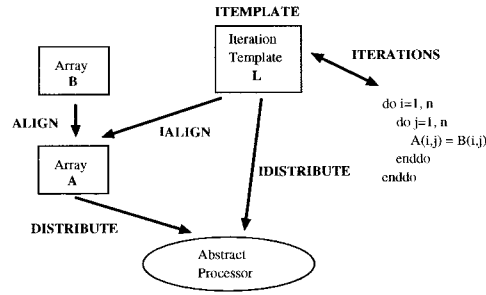 ITEMPLATE
Iteration
Template
L
ITERATIONS
Array
B
do i=1, n
do j=1, n
A(i,j) = B(i,j)
enddo
enddo
ALIGN
IALIGN
Array
A
IDISTRIBUTE
DISTRIBUTE
Abstract
Processor